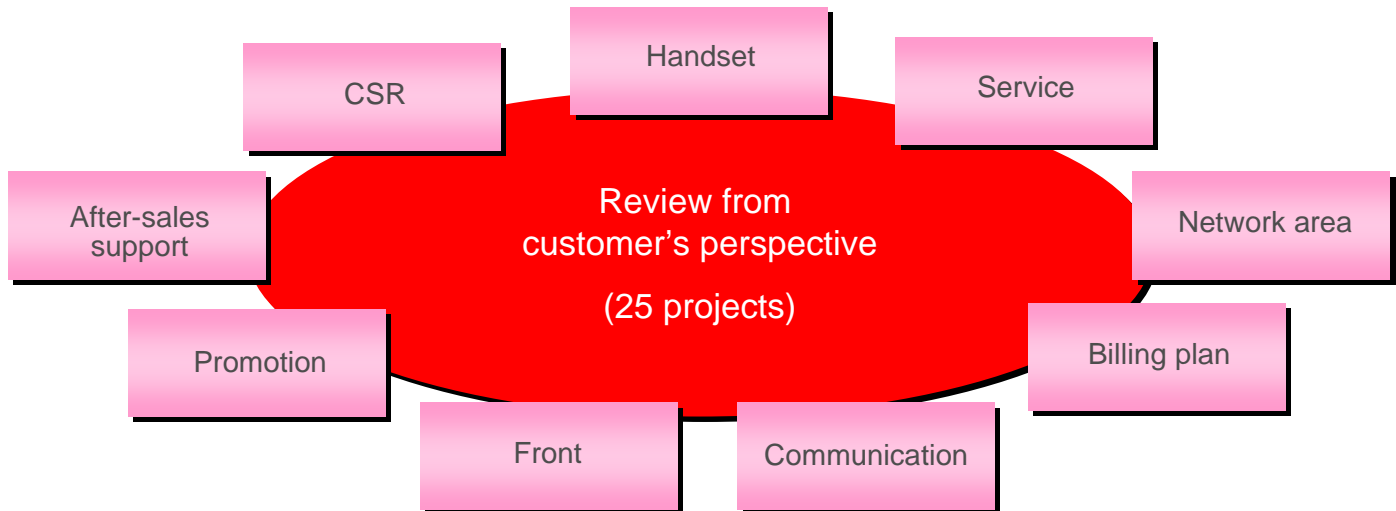 Handset
CSR
Service
After-sales
support
Review from
customer’s perspective
(25 projects)
Network area
Promotion
Billing plan
Front
Communication